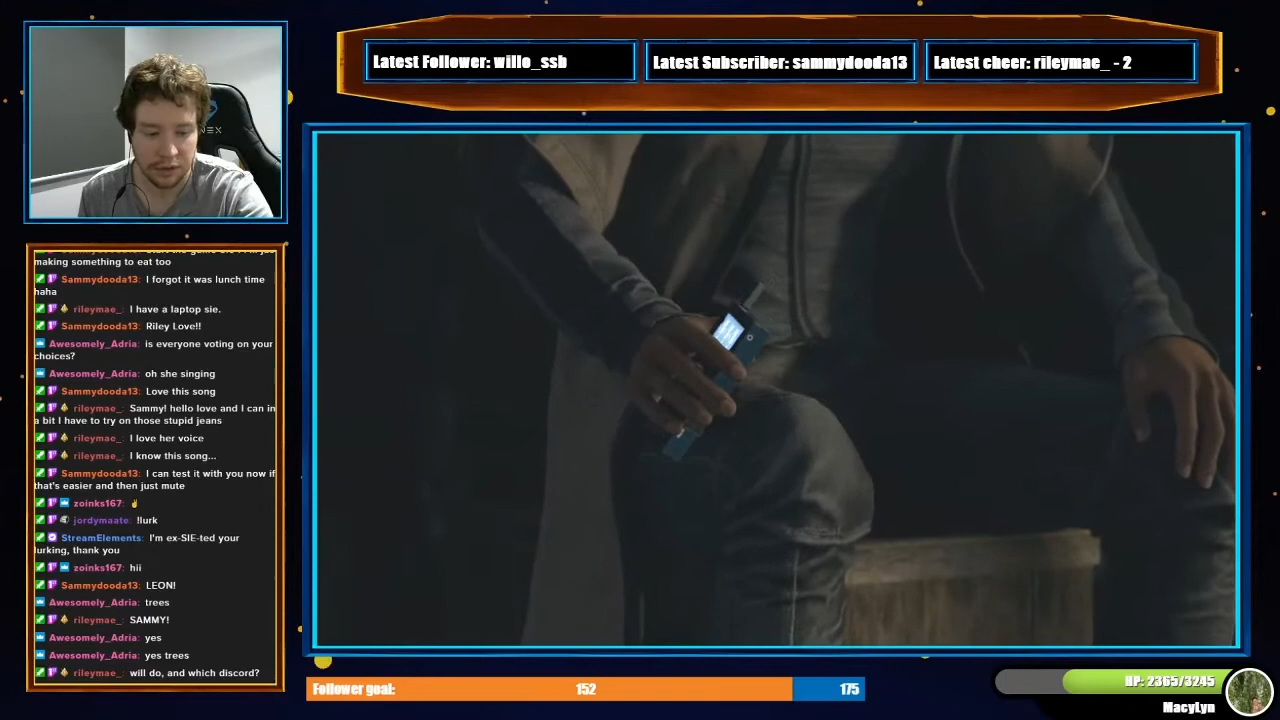 Latest Follower: willo_ssb
Latest Subscriber: sammydooda13
Latest cheer: rileymae_ - 2
making something to eat too
Sammydooda13: I forgot it was lunch time
haha
rileymae_: I have a laptop sie.
Sammydooda13: Riley Love!!
Awesomely_Adria: is everyone voting on your
choices?
Awesomely_Adria: oh she singing
Sammydooda13: Love this song
rileymae_: Sammy! hello love and I can in
a bit I have to try on those stupid jeans
rileymae_: I love her voice
rileymae_: I know this song...
Sammydooda13: I can test it with you now if
that's easier and then just mute
zoinks167: ✌
jordymaate: !lurk
StreamElements: I'm ex-SIE-ted your
lurking, thank you
zoinks167: hii
Sammydooda13: LEON!
Awesomely_Adria: trees
rileymae_: SAMMY!
Awesomely_Adria: yes
Awesomely_Adria: yes trees
rileymae_: will do, and which discord?
Follower goal: 152 175
HP: 2365/3245
MacyLyn